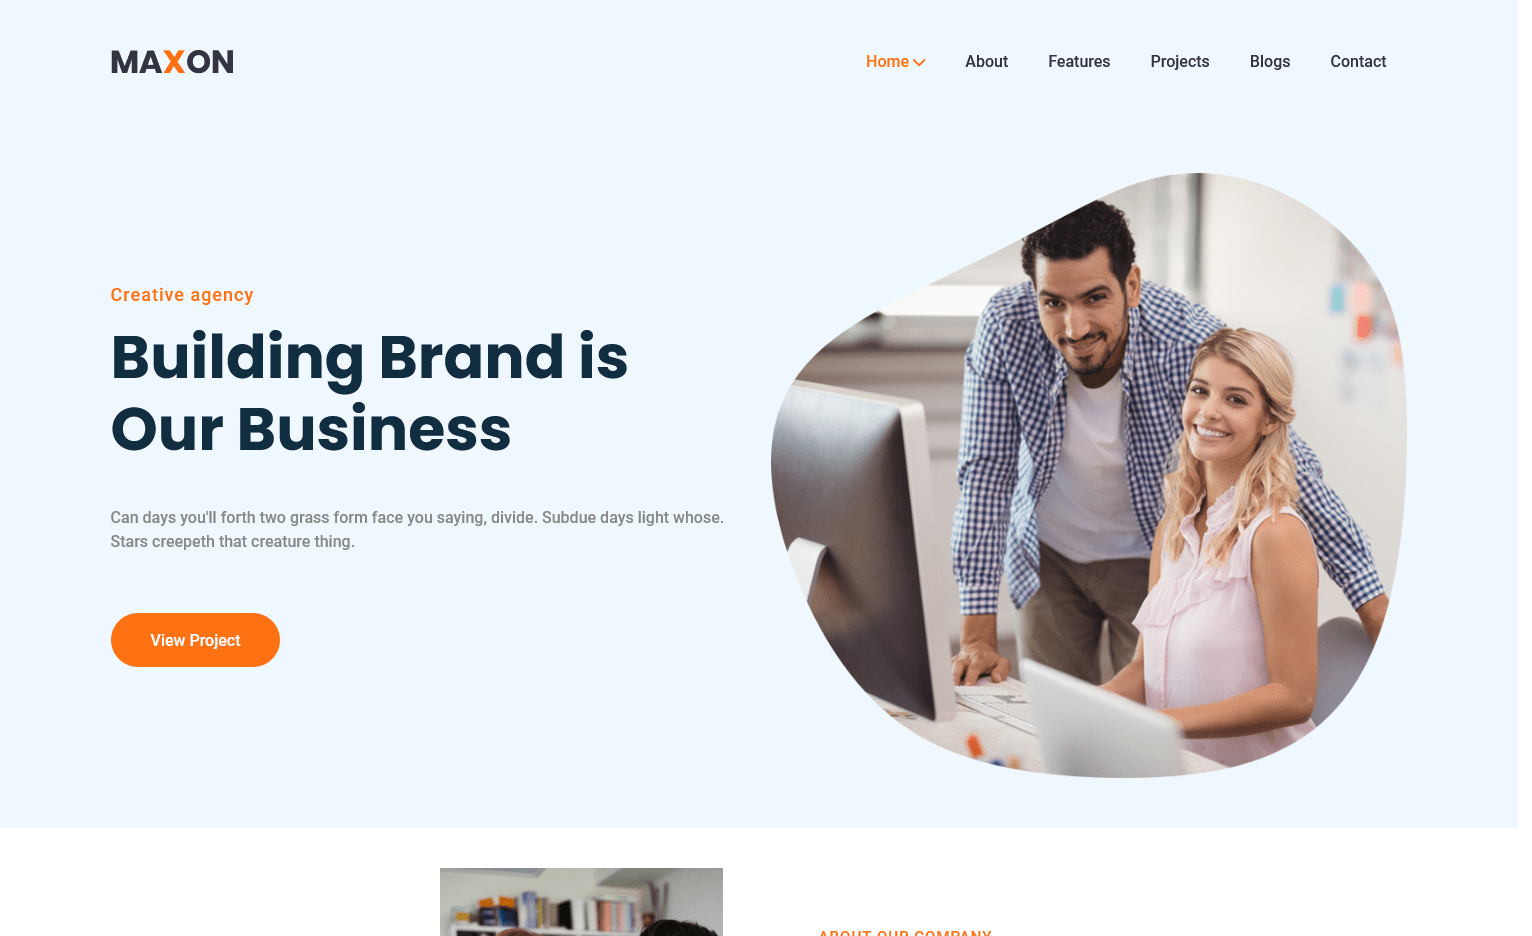 MAXON
Home
About
Features
Projects
Blogs
Contact
Creative agency
Building Brand is
Our Business
Can days you'll forth two grass form face you saying, divide. Subdue days light whose.
Stars creepeth that creature thing.
View Project
ABOUT OUR COMPANY